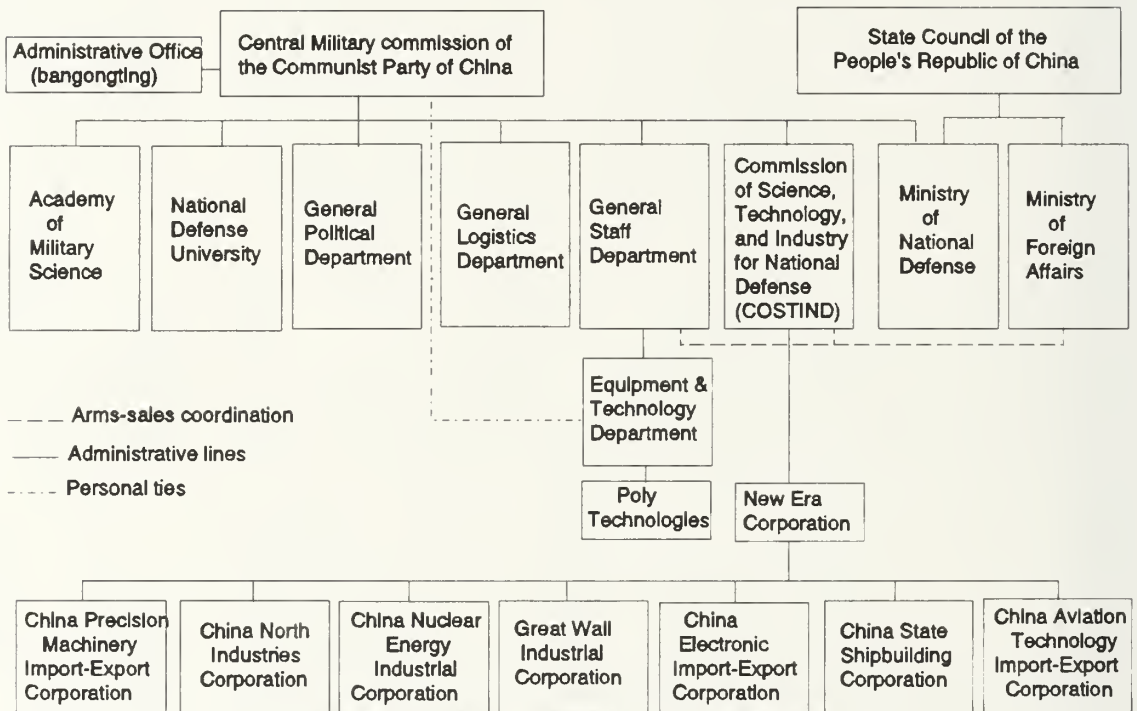 Administrative Office
(bangongting)
Central Military commission of
the Communist Party of China
State Council of the
People's Republic of China
Academy
of
Military
Science
National
Defense
University
General
Political
Department
General
Logistics
Department
General
Staff
Department
Commission
of Science,
Technology,
and Industry
for National
Defense
(COSTIND)
Ministry
of
National
Defense
Ministry
of
Foreign
Affairs
Equipment &
Technology
Department
Arms-sales coordination
Administrative lines
Personal ties
Poly
Technologies
New Era
Corporation
China Precision
Machinery
Import-Export
Corporation
China North
Industries
Corporation
China Nuclear
Energy
Industrial
Corporation
Great Wall
Industrial
Corporation
China
Electronic
Import-Export
Corporation
China State
Shipbuilding
Corporation
China Aviation
Technology
Import-Export
Corporation